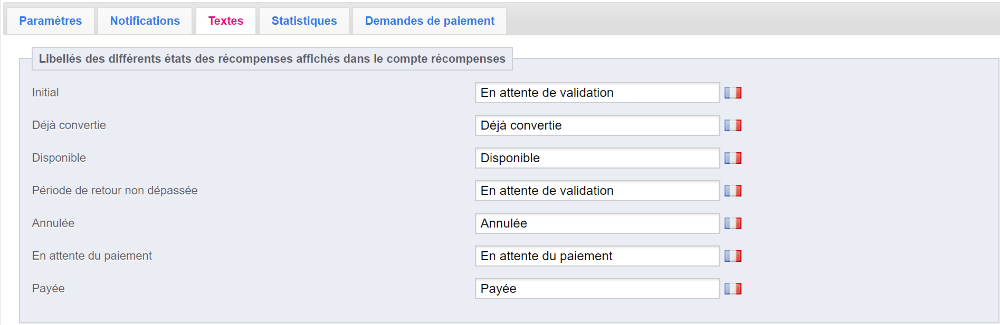 Paramètres Notifications Textes Statistiques Demandes de paiement
Libellés des différents états des récompenses affichés dans le compte récompenses
Initial En attente de validation
Déjà convertie Déjà convertie
Disponible Disponible
Période de retour non dépassée En attente de validation
Annulée Annulée
En attente du paiement En attente du paiement
Payée Payée